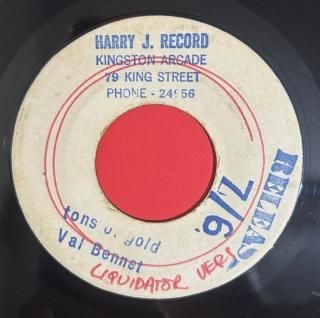 HARRY J. RECORD
KINGSTON ARCADE
79 KING STREET
PHONE - 24956
RELEASE
7/6
tons of gold
Val Bennet
LIQUIDATOR VERS